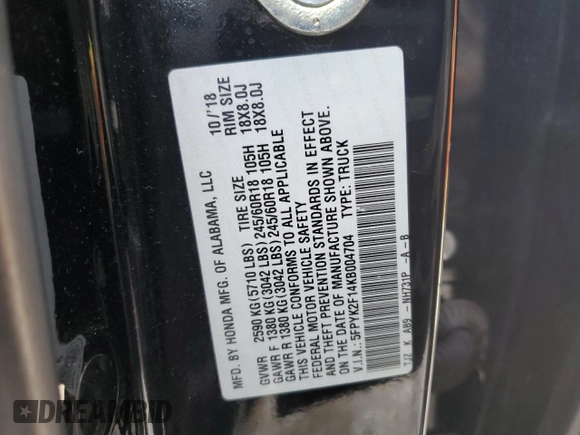 MFD. BY HONDA MFG. OF ALABAMA, LLC 10/'18
GVWR 2590 KG(5710 LBS) TIRE SIZE RIM SIZE
GAWR F 1380 KG(3042 LBS) 245/60R18 105H 18X8.0J
GAWR R 1380 KG(3042 LBS) 245/60R18 105H 18X8.0J
THIS VEHICLE CONFORMS TO ALL APPLICABLE
FEDERAL MOTOR VEHICLE SAFETY
AND THEFT PREVENTION STANDARDS IN EFFECT
ON THE DATE OF MANUFACTURE SHOWN ABOVE.
V.I.N.: 5FPYK2F14KB004704 TYPE: TRUCK
TJZ K A09 - NH731P -A -B
DREAMBID